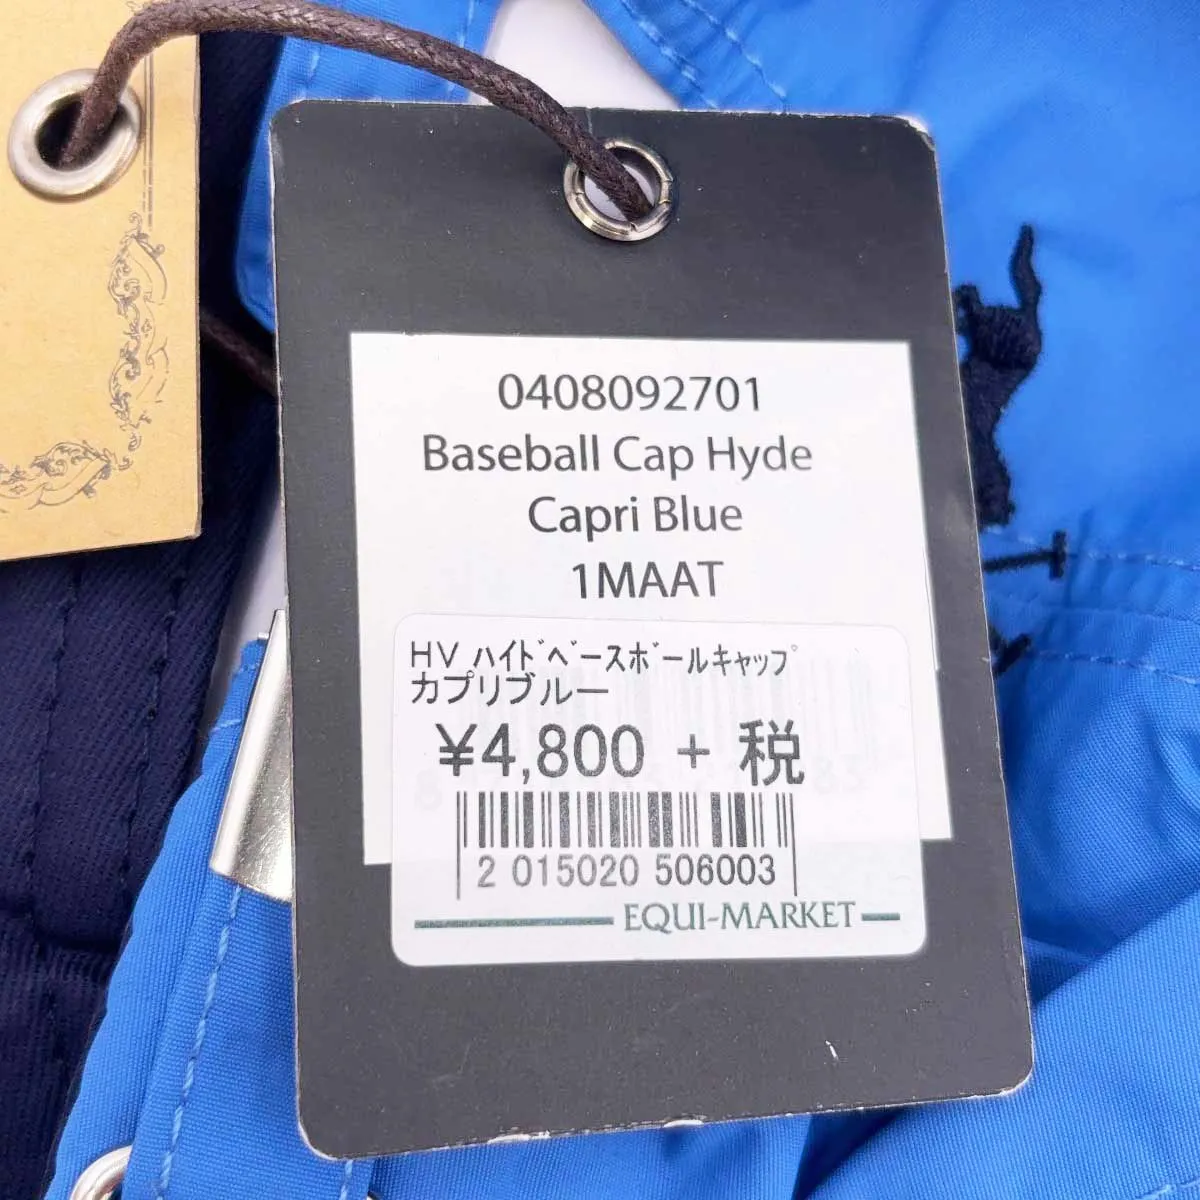 0408092701
Baseball Cap Hyde
Capri Blue
1MAAT
HV ﾊｲﾄﾞﾍﾞｰｽﾎﾞｰﾙｷｬｯﾌﾟ
カプリブルー
¥4,800 + 税
2 015020 506003
EQUI-MARKET